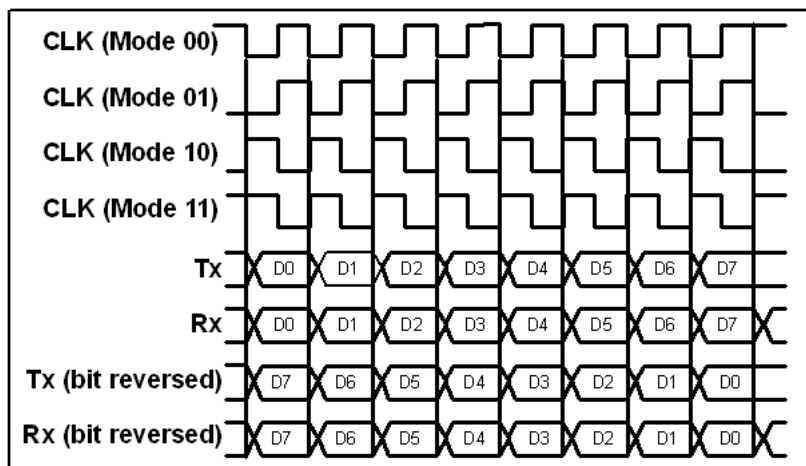 CLK (Mode 00)
CLK (Mode 01)
CLK (Mode 10)
CLK (Mode 11)
Tx D0 D1 D2 D3 D4 D5 D6 D7
Rx D0 D1 D2 D3 D4 D5 D6 D7
Tx (bit reversed) D7 D6 D5 D4 D3 D2 D1 D0
Rx (bit reversed) D7 D6 D5 D4 D3 D2 D1 D0